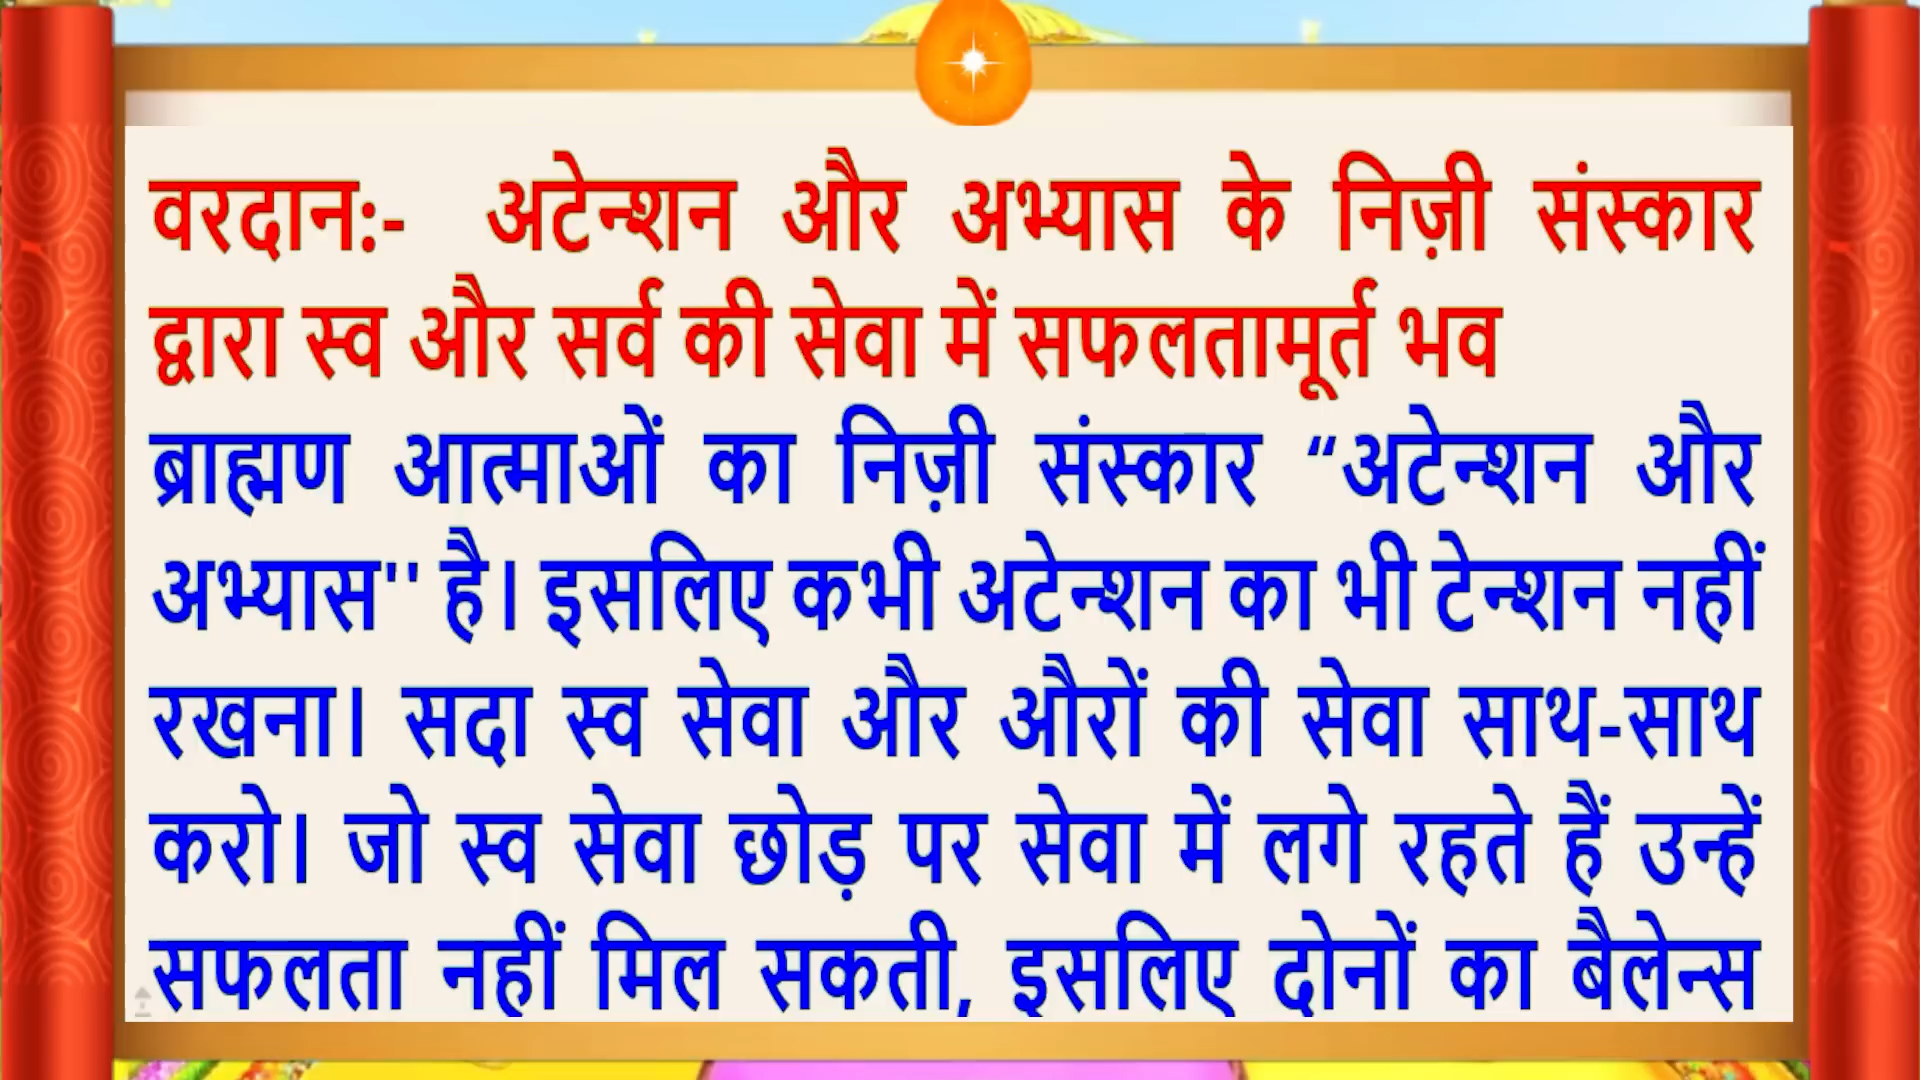 वरदान:- अटेन्शन और अभ्यास के निज़ी संस्कार
द्वारा स्व और सर्व की सेवा में सफलतामूर्त भव
ब्राह्मण आत्माओं का निज़ी संस्कार “अटेन्शन और
अभ्यास'' है। इसलिए कभी अटेन्शन का भी टेन्शन नहीं
रखना। सदा स्व सेवा और औरों की सेवा साथ-साथ
करो। जो स्व सेवा छोड़ पर सेवा में लगे रहते हैं उन्हें
सफलता नहीं मिल सकती, इसलिए दोनों का बैलेन्स